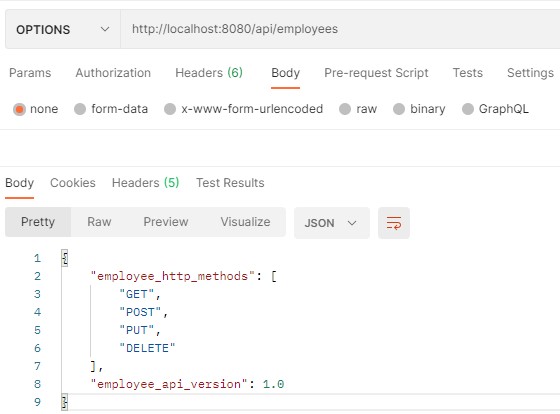 OPTIONS http://localhost:8080/api/employees
Params Authorization Headers (6) Body Pre-request Script Tests Settings
none form-data x-www-form-urlencoded raw binary GraphQL
Body Cookies Headers (5) Test Results
Pretty Raw Preview Visualize JSON
1 {
2 "employee_http_methods": [
3 "GET",
4 "POST",
5 "PUT",
6 "DELETE"
7 ],
8 "employee_api_version": 1.0
9 }